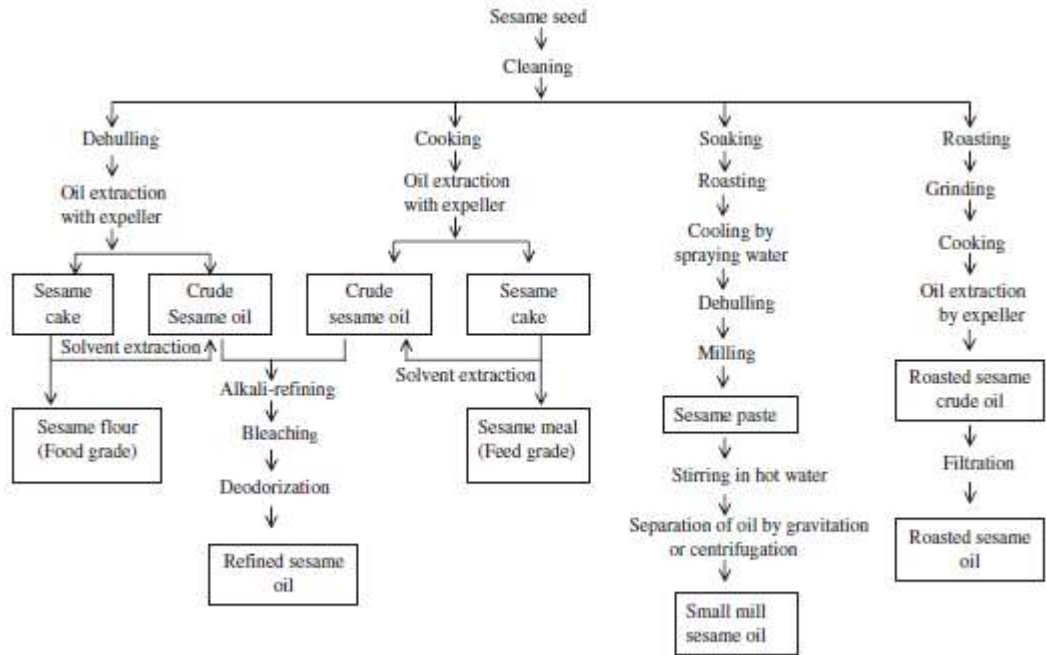 Sesame seed
Cleaning
Dehulling
Oil extraction
with expeller
Sesame
cake
Crude
Sesame oil
Solvent extraction
Sesame flour
(Food grade)
Cooking
Oil extraction
with expeller
Crude
sesame oil
Sesame
cake
Solvent extraction
Sesame meal
(Feed grade)
Alkali-refining
Bleaching
Deodorization
Refined sesame
oil
Soaking
Roasting
Cooling by
spraying water
Dehulling
Milling
Sesame paste
Stirring in hot water
Separation of oil by gravitation
or centrifugation
Small mill
sesame oil
Roasting
Grinding
Cooking
Oil extraction
by expeller
Roasted sesame
crude oil
Filtration
Roasted sesame
oil